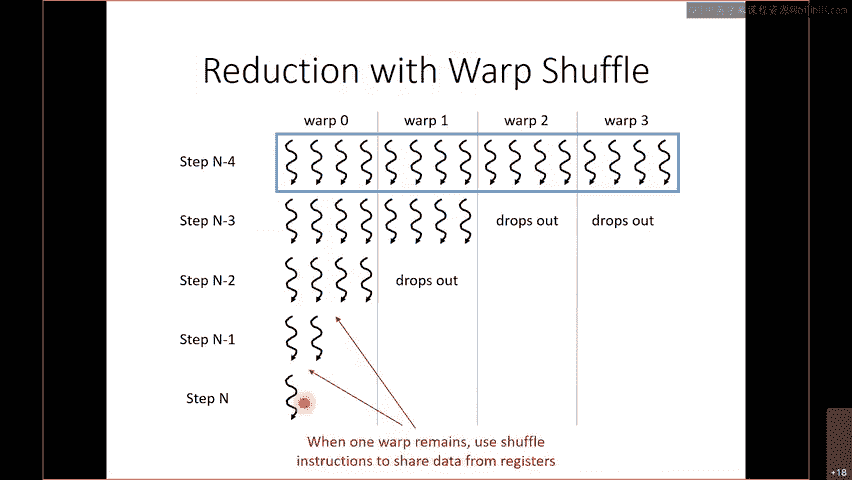 Reduction with Warp Shuffle
warp 0 warp 1 warp 2 warp 3
Step N-4
Step N-3 drops out drops out
Step N-2 drops out
Step N-1
Step N
When one warp remains, use shuffle
instructions to share data from registers
+18